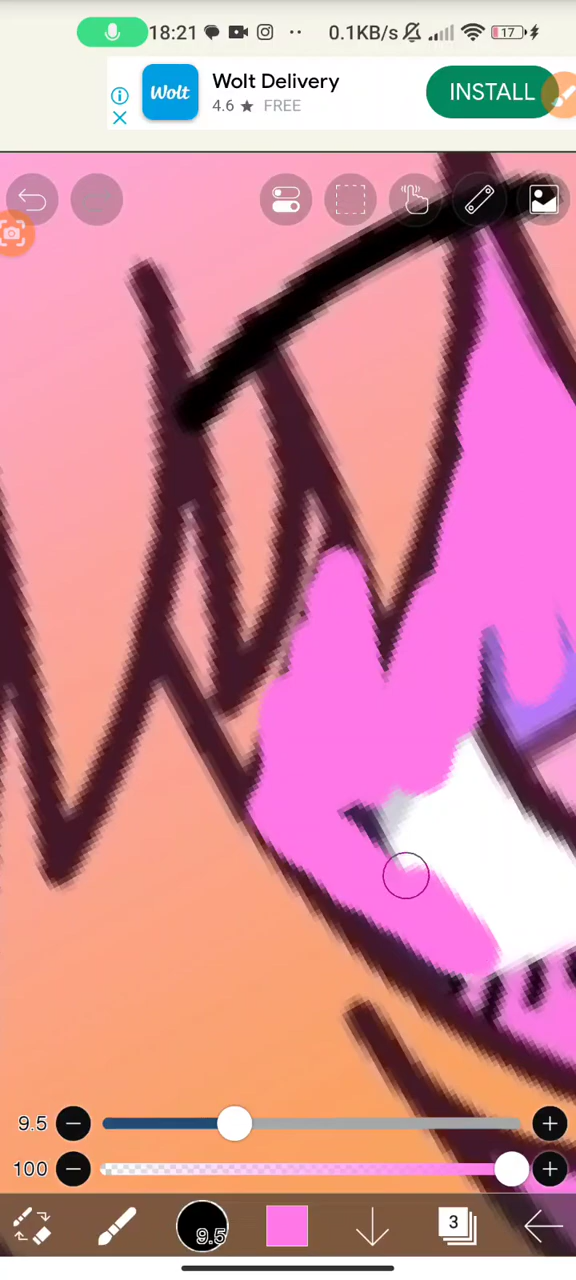 18:21 0.1KB/s 17
Wolt Wolt Delivery INSTALL
4.6 ★ FREE
9.5
100
9.5 3